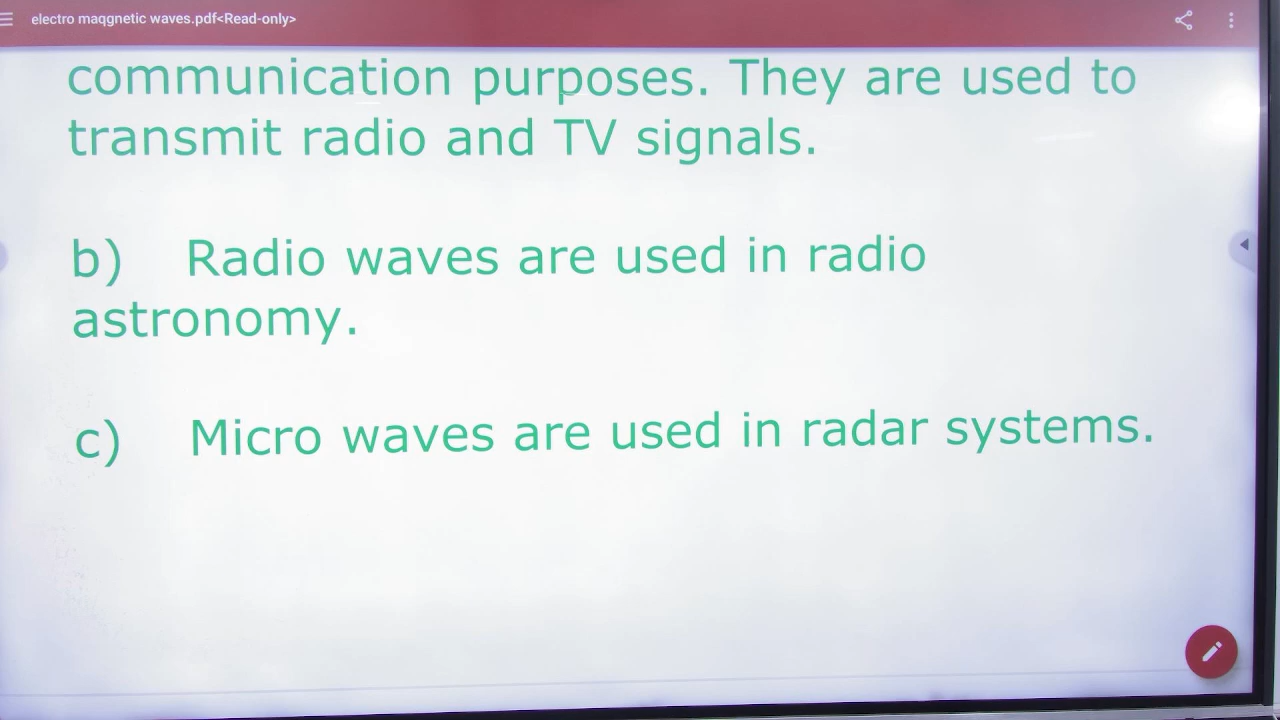 electro maqgnetic waves.pdf<Read-only>
communication purposes. They are used to
transmit radio and TV signals.
b) Radio waves are used in radio
astronomy.
c) Micro waves are used in radar systems.